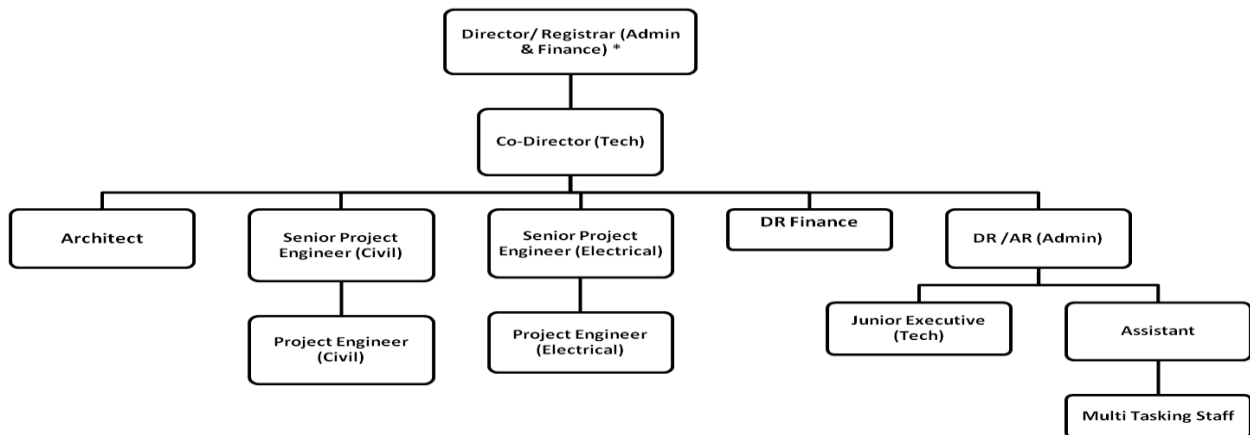 Director/ Registrar (Admin
& Finance) *
Co-Director (Tech)
Architect
Senior Project
Engineer (Civil)
Senior Project
Engineer (Electrical)
DR Finance
DR /AR (Admin)
Project Engineer
(Civil)
Project Engineer
(Electrical)
Junior Executive
(Tech)
Assistant
Multi Tasking Staff